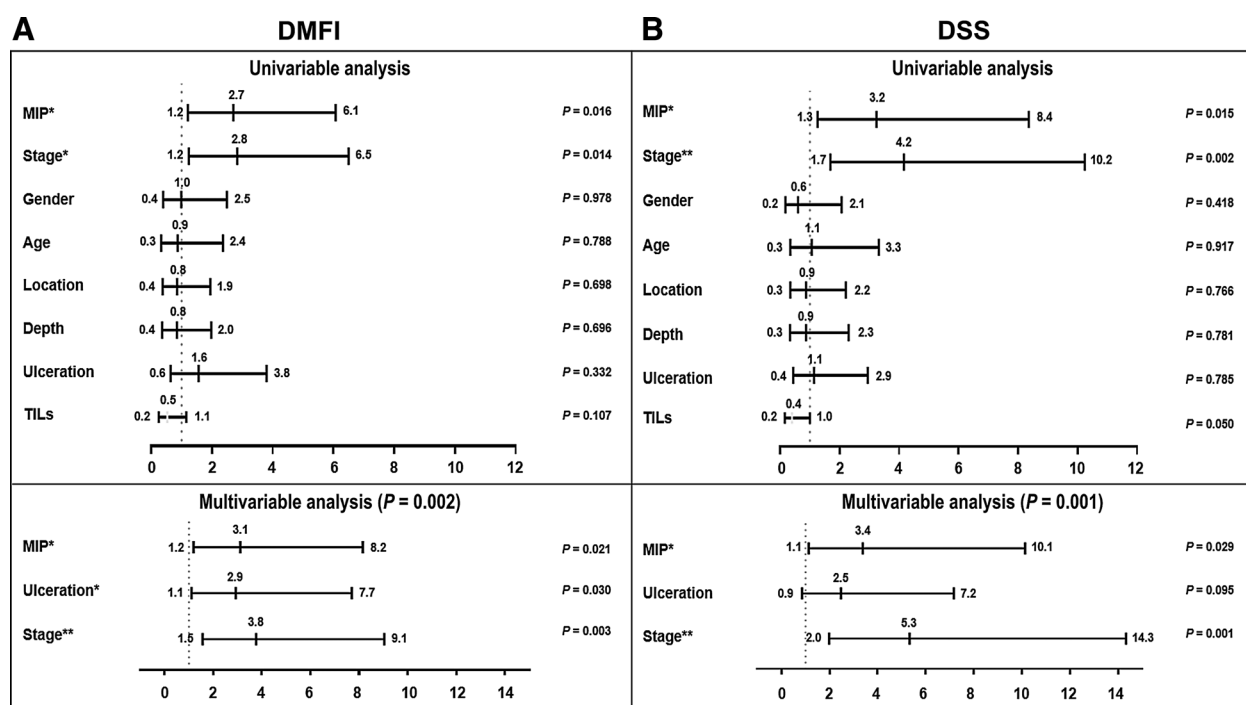 A DMFI
Univariable analysis
MIP* 1.2 2.7 6.1 P = 0.016
Stage* 1.2 2.8 6.5 P = 0.014
Gender 0.4 1.0 2.5 P = 0.978
Age 0.3 0.9 2.4 P = 0.788
Location 0.4 0.8 1.9 P = 0.698
Depth 0.4 0.8 2.0 P = 0.696
Ulceration 0.6 1.6 3.8 P = 0.332
TILs 0.2 0.5 1.1 P = 0.107
0 2 4 6 8 10 12
Multivariable analysis (P = 0.002)
MIP* 1.2 3.1 8.2 P = 0.021
Ulceration* 1.1 2.9 7.7 P = 0.030
Stage** 1.5 3.8 9.1 P = 0.003
0 2 4 6 8 10 12 14
B DSS
Univariable analysis
MIP* 1.3 3.2 8.4 P = 0.015
Stage** 1.7 4.2 10.2 P = 0.002
Gender 0.2 0.6 2.1 P = 0.418
Age 0.3 1.1 3.3 P = 0.917
Location 0.3 0.9 2.2 P = 0.766
Depth 0.3 0.9 2.3 P = 0.781
Ulceration 0.4 1.1 2.9 P = 0.785
TILs 0.2 0.4 1.0 P = 0.050
0 2 4 6 8 10 12
Multivariable analysis (P = 0.001)
MIP* 1.1 3.4 10.1 P = 0.029
Ulceration 0.9 2.5 7.2 P = 0.095
Stage** 2.0 5.3 14.3 P = 0.001
0 2 4 6 8 10 12 14